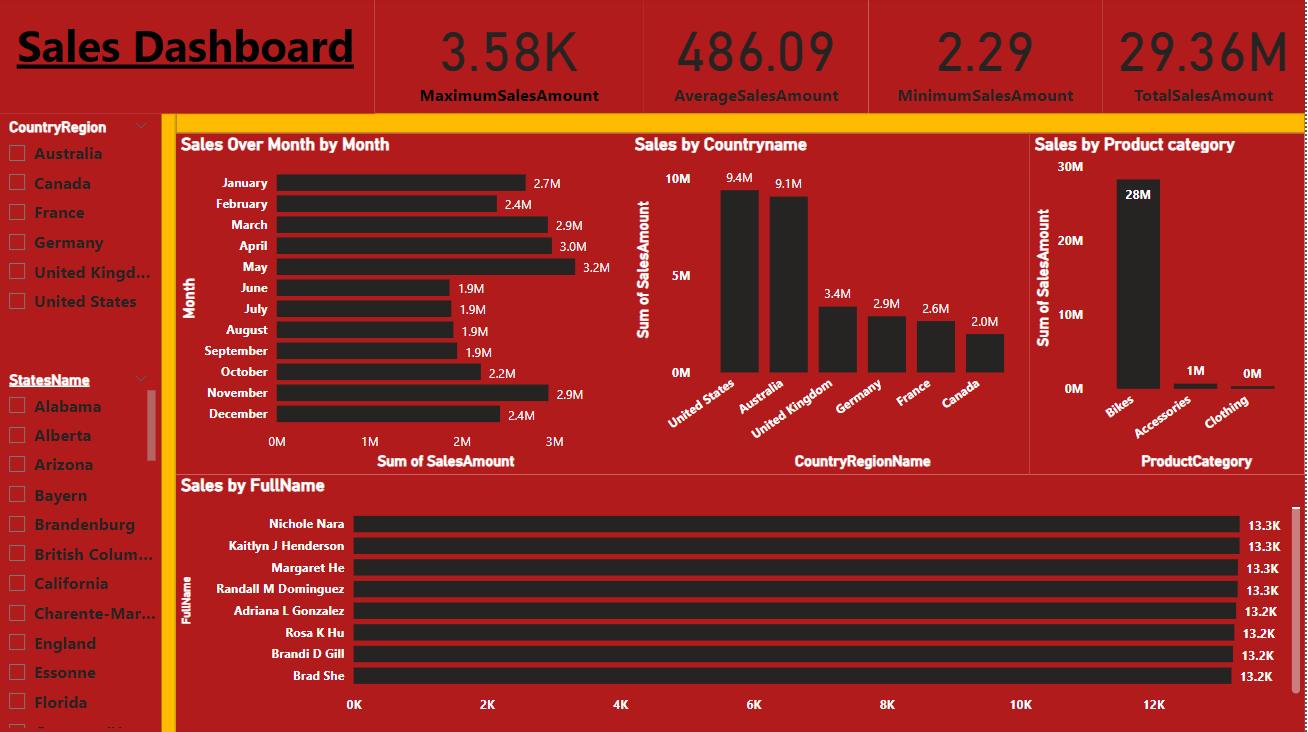 Sales Dashboard
3.58K
MaximumSalesAmount
486.09
AverageSalesAmount
2.29
MinimumSalesAmount
29.36M
TotalSalesAmount
CountryRegion
Australia
Canada
France
Germany
United Kingd...
United States
StatesName
Alabama
Alberta
Arizona
Bayern
Brandenburg
British Colum...
California
Charente-Mar...
England
Essonne
Florida
Sales Over Month by Month
Month
January 2.7M
February 2.4M
March 2.9M
April 3.0M
May 3.2M
June 1.9M
July 1.9M
August 1.9M
September 1.9M
October 2.2M
November 2.9M
December 2.4M
0M 1M 2M 3M
Sum of SalesAmount
Sales by Countryname
Sum of SalesAmount
10M
5M
0M
9.4M 9.1M 3.4M 2.9M 2.6M 2.0M
United States Australia United Kingdom Germany France Canada
CountryRegionName
Sales by Product category
Sum of SalesAmount
30M
20M
10M
0M
28M 1M 0M
Bikes Accessories Clothing
ProductCategory
Sales by FullName
FullName
Nichole Nara 13.3K
Kaitlyn J Henderson 13.3K
Margaret He 13.3K
Randall M Dominguez 13.3K
Adriana L Gonzalez 13.2K
Rosa K Hu 13.2K
Brandi D Gill 13.2K
Brad She 13.2K
0K 2K 4K 6K 8K 10K 12K